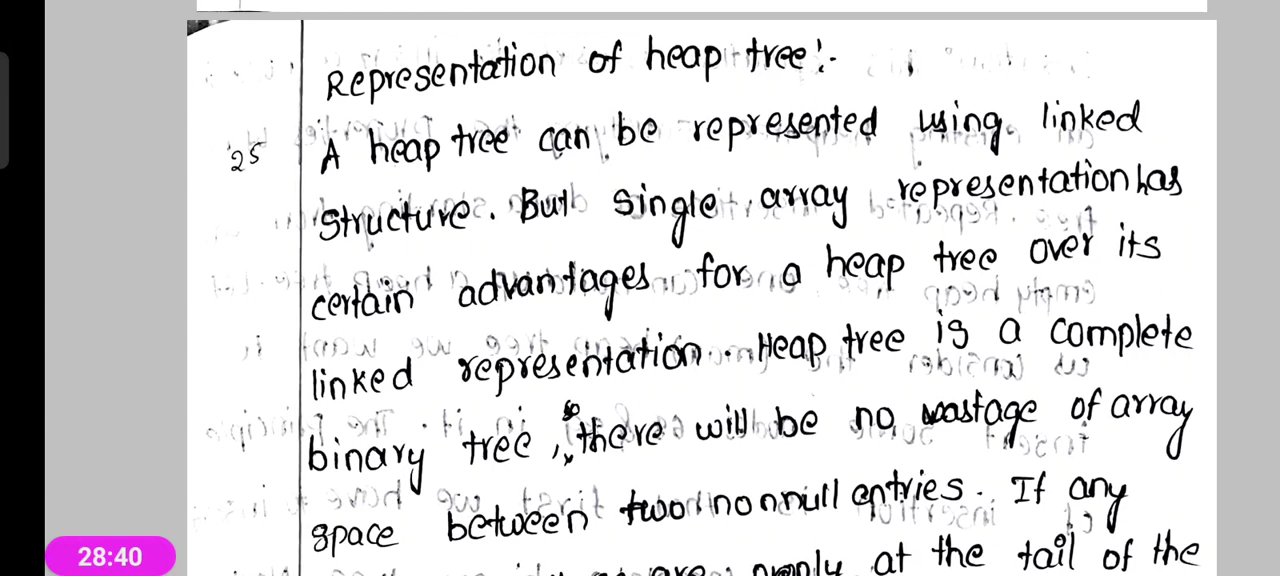 Representation of heap tree:-
25 A heap tree can be represented using linked
structure. But single array representation has
certain advantages for a heap tree over its
linked representation. Heap tree is a complete
binary tree, so there will be no wastage of array
space between two nonnull entries. If any
are at the tail of the
28:40